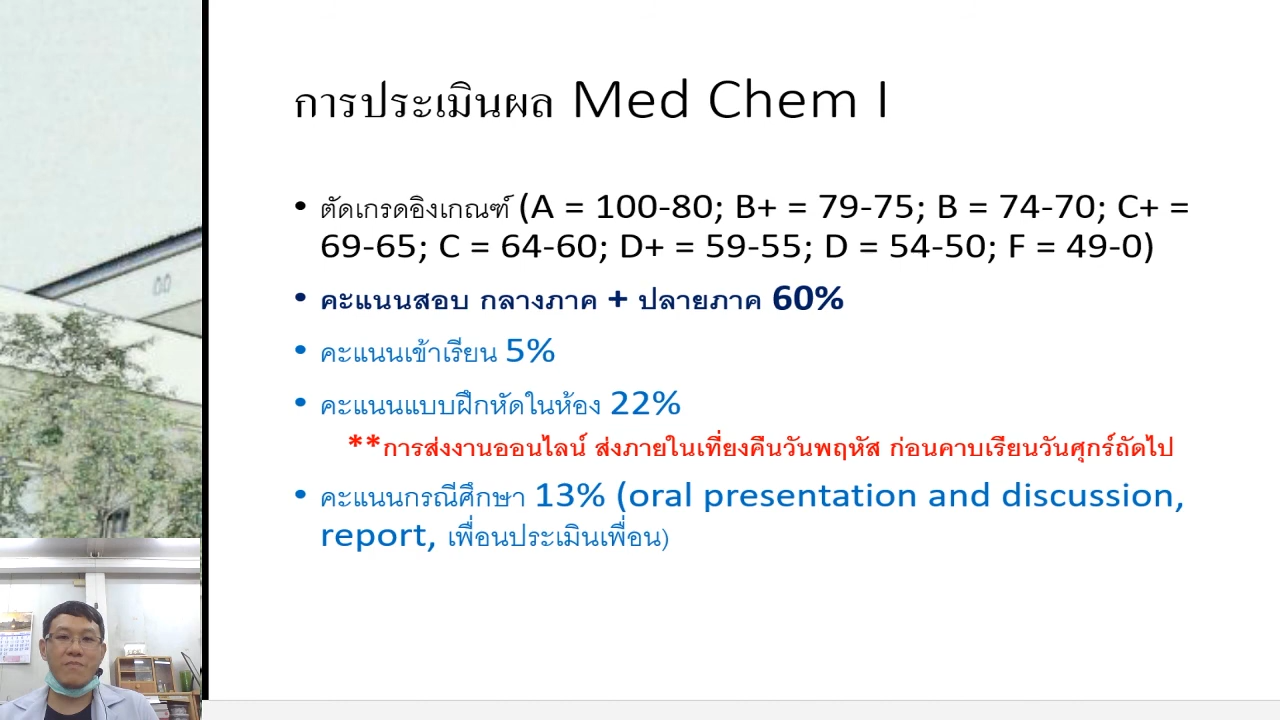 การประเมินผล Med Chem I
• ตัดเกรดอิงเกณฑ์ (A = 100-80; B+ = 79-75; B = 74-70; C+ =
69-65; C = 64-60; D+ = 59-55; D = 54-50; F = 49-0)
• คะแนนสอบ กลางภาค + ปลายภาค 60%
• คะแนนเข้าเรียน 5%
• คะแนนแบบฝึกหัดในห้อง 22%
**การส่งงานออนไลน์ ส่งภายในเที่ยงคืนวันพฤหัส ก่อนคาบเรียนวันศุกร์ถัดไป
• คะแนนกรณีศึกษา 13% (oral presentation and discussion,
report, เพื่อนประเมินเพื่อน)